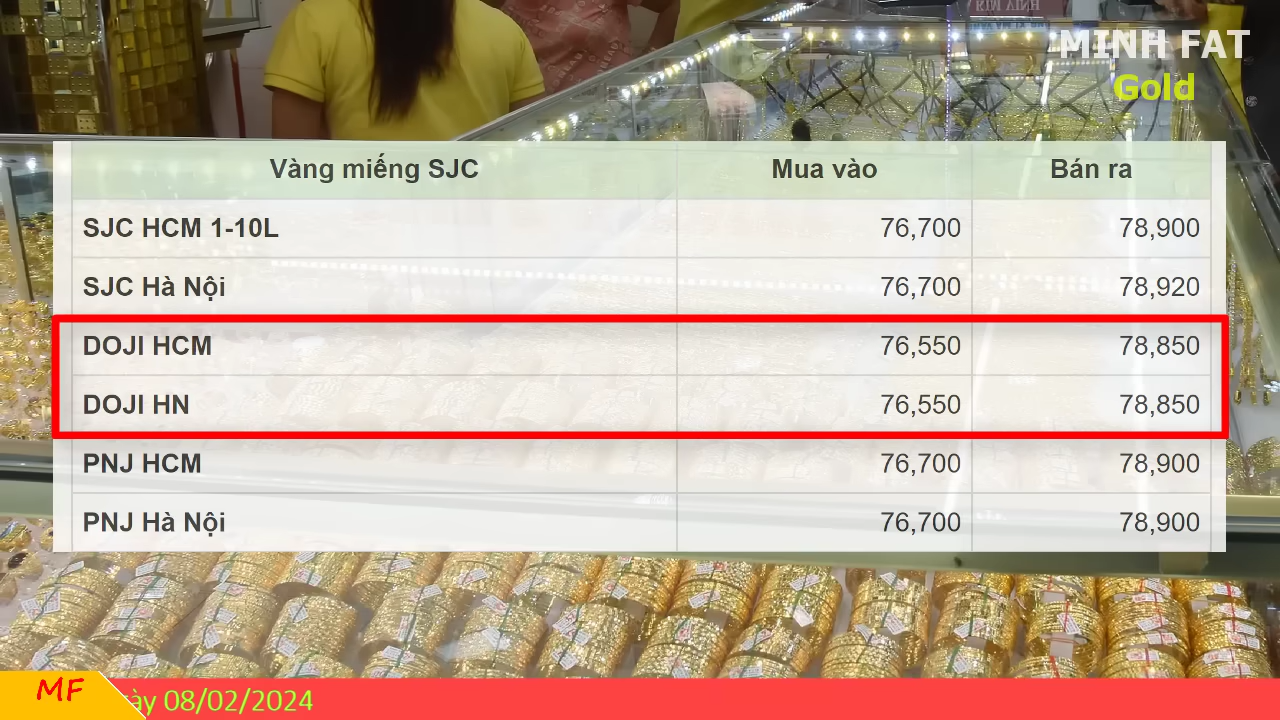 MINH FAT
Gold
Vàng miếng SJC Mua vào Bán ra
SJC HCM 1-10L 76,700 78,900
SJC Hà Nội 76,700 78,920
DOJI HCM 76,550 78,850
DOJI HN 76,550 78,850
PNJ HCM 76,700 78,900
PNJ Hà Nội 76,700 78,900
MF
08/02/2024